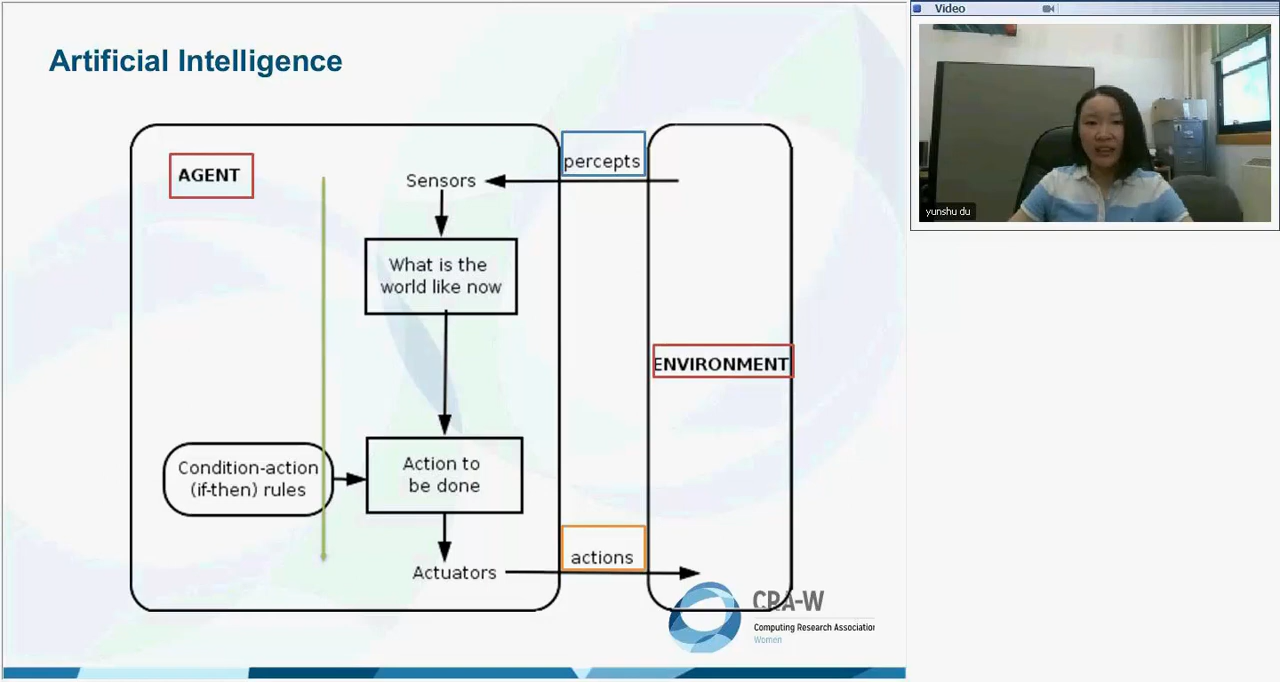 Artificial Intelligence
AGENT
Sensors
percepts
What is the
world like now
ENVIRONMENT
Condition-action
(if-then) rules
Action to
be done
Actuators
actions
CRA-W
Computing Research Association
Women
Video
yunshu du